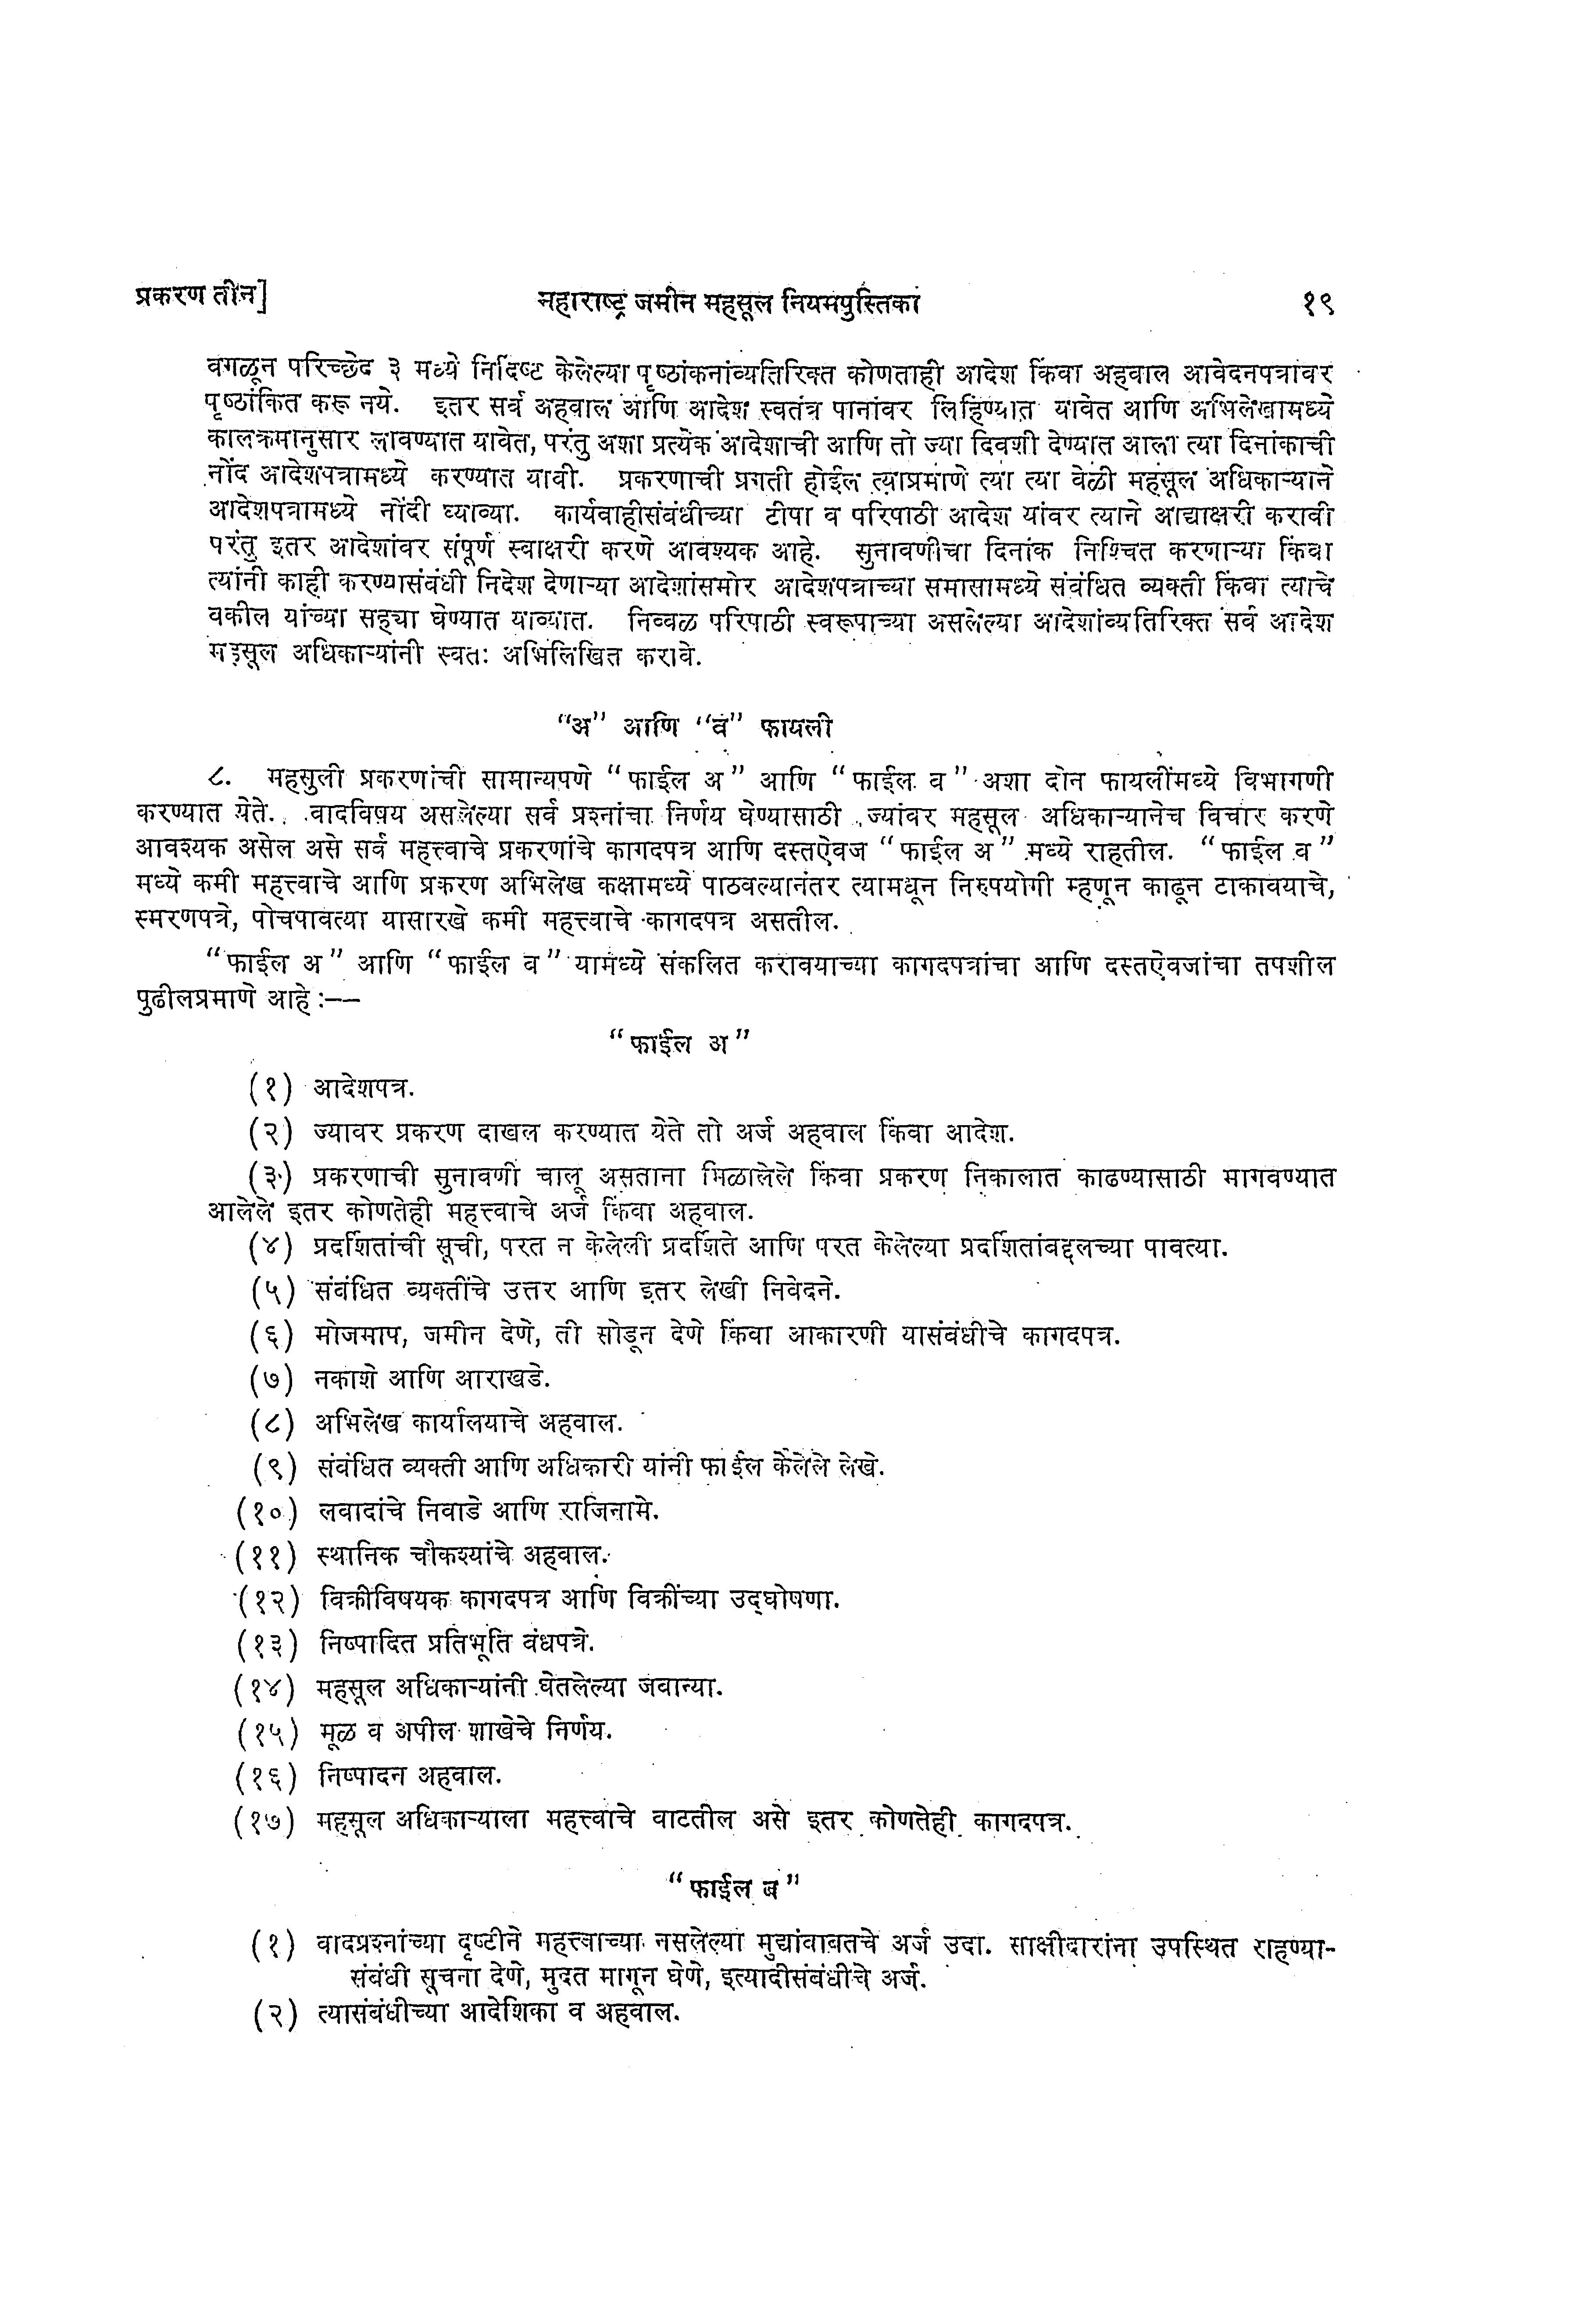 प्रकरण तीन]
महाराष्ट्र जमीन महसूल नियमपुस्तिका
१९
वगळून परिच्छेद ३ मध्ये निर्दिष्ट केलेल्या पृष्ठांकनांव्यतिरिक्त कोणताही आदेश किंवा अहवाल आवेदनपत्रांवर
पृष्ठांकित करू नये. इतर सर्व अहवाल आणि आदेश स्वतंत्र पानांवर लिहिण्यात यावेत आणि अभिलेखामध्ये
कालक्रमानुसार लावण्यात यावेत, परंतु अशा प्रत्येक आदेशाची आणि तो ज्या दिवशी देण्यात आला त्या दिनांकाची
नोंद आदेशपत्रामध्ये करण्यात यावी. प्रकरणाची प्रगती होईल त्याप्रमाणे त्या त्या वेळी महसूल अधिकाऱ्याने
आदेशपत्रामध्ये नोंदी घ्याव्या. कार्यवाहीसंबंधीच्या टीपा व परिपाठी आदेश यांवर त्याने आद्याक्षरी करावी
परंतु इतर आदेशांवर संपूर्ण स्वाक्षरी करणे आवश्यक आहे. सुनावणीचा दिनांक निश्चित करणाऱ्या किंवा
त्यांनी काही करण्यासंबंधी निदेश देणाऱ्या आदेशांसमोर आदेशपत्राच्या समासामध्ये संबंधित व्यक्ती किंवा त्याचे
वकील यांच्या सह्या घेण्यात याव्यात. निव्वळ परिपाठी स्वरूपाच्या असलेल्या आदेशांव्यतिरिक्त सर्व आदेश
महसूल अधिकाऱ्यांनी स्वतः अभिलिखित करावे.
“अ” आणि “ब” फायली
८. महसुली प्रकरणांची सामान्यपणे “फाईल अ” आणि “फाईल ब” अशा दोन फायलींमध्ये विभागणी
करण्यात येते. वादविषय असलेल्या सर्व प्रश्नांचा निर्णय घेण्यासाठी ज्यांवर महसूल अधिकाऱ्यानेच विचार करणे
आवश्यक असेल असे सर्व महत्त्वाचे प्रकरणांचे कागदपत्र आणि दस्तऐवज “फाईल अ” मध्ये राहतील. “फाईल ब”
मध्ये कमी महत्त्वाचे आणि प्रकरण अभिलेख कक्षामध्ये पाठवल्यानंतर त्यामधून निरुपयोगी म्हणून काढून टाकावयाचे,
स्मरणपत्रे, पोचपावत्या यासारखे कमी महत्त्वाचे कागदपत्र असतील.
“फाईल अ” आणि “फाईल ब” यामध्ये संकलित करावयाच्या कागदपत्रांचा आणि दस्तऐवजांचा तपशील
पुढीलप्रमाणे आहे :--
“फाईल अ”
(१) आदेशपत्र.
(२) ज्यावर प्रकरण दाखल करण्यात येते तो अर्ज अहवाल किंवा आदेश.
(३) प्रकरणाची सुनावणी चालू असताना मिळालेले किंवा प्रकरण निकालात काढण्यासाठी मागवण्यात
आलेले इतर कोणतेही महत्त्वाचे अर्ज किंवा अहवाल.
(४) प्रदर्शितांची सूची, परत न केलेली प्रदर्शिते आणि परत केलेल्या प्रदर्शितांबद्दलच्या पावत्या.
(५) संबंधित व्यक्तींचे उत्तर आणि इतर लेखी निवेदने.
(६) मोजमाप, जमीन देणे, ती सोडून देणे किंवा आकारणी यासंबंधीचे कागदपत्र.
(७) नकाशे आणि आराखडे.
(८) अभिलेख कार्यालयाचे अहवाल.
(९) संबंधित व्यक्ती आणि अधिकारी यांनी फाईल केलेले लेखे.
(१०) लवादांचे निवाडे आणि राजिनामे.
(११) स्थानिक चौकश्यांचे अहवाल.
(१२) विक्रीविषयक कागदपत्र आणि विक्रींच्या उद्घोषणा.
(१३) निष्पादित प्रतिभूति बंधपत्रे.
(१४) महसूल अधिकाऱ्यांनी घेतलेल्या जबान्या.
(१५) मूळ व अपील शाखेचे निर्णय.
(१६) निष्पादन अहवाल.
(१७) महसूल अधिकाऱ्याला महत्त्वाचे वाटतील असे इतर कोणतेही कागदपत्र.
“फाईल ब”
(१) वादप्रश्नांच्या दृष्टीने महत्त्वाच्या नसलेल्या मुद्यांबाबतचे अर्ज उदा. साक्षीदारांना उपस्थित राहण्या-
संबंधी सूचना देणे, मुदत मागून घेणे, इत्यादीसंबंधीचे अर्ज.
(२) त्यासंबंधीच्या आदेशिका व अहवाल.